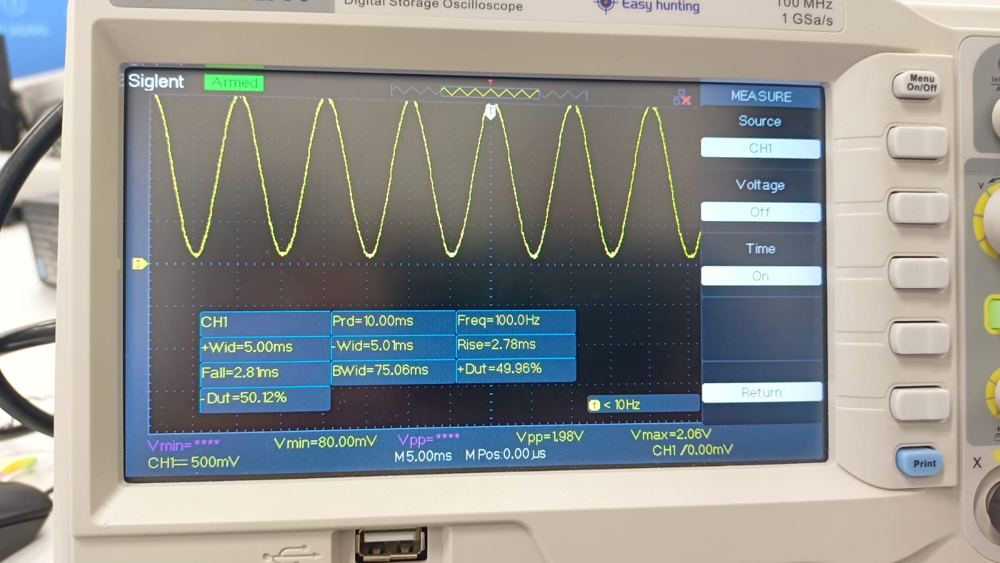 Digital Storage Oscilloscope
Easy hunting
100 MHz
1 GSa/s
Siglent
Armed
T
T
MEASURE
Source
CH1
Voltage
Off
Time
On
Return
1
CH1
Prd=10.00ms
Freq=100.0Hz
+Wid=5.00ms
-Wid=5.01ms
Rise=2.78ms
Fall=2.81ms
BWid=75.06ms
+Dut=49.96%
-Dut=50.12%
f < 10Hz
Vmin=****
Vmin=80.00mV
Vpp=****
Vpp=1.98V
Vmax=2.06V
CH1 500mV
M 5.00ms
M Pos:0.00µs
CH1 /0.00mV
Menu
On/Off
Print
V
X